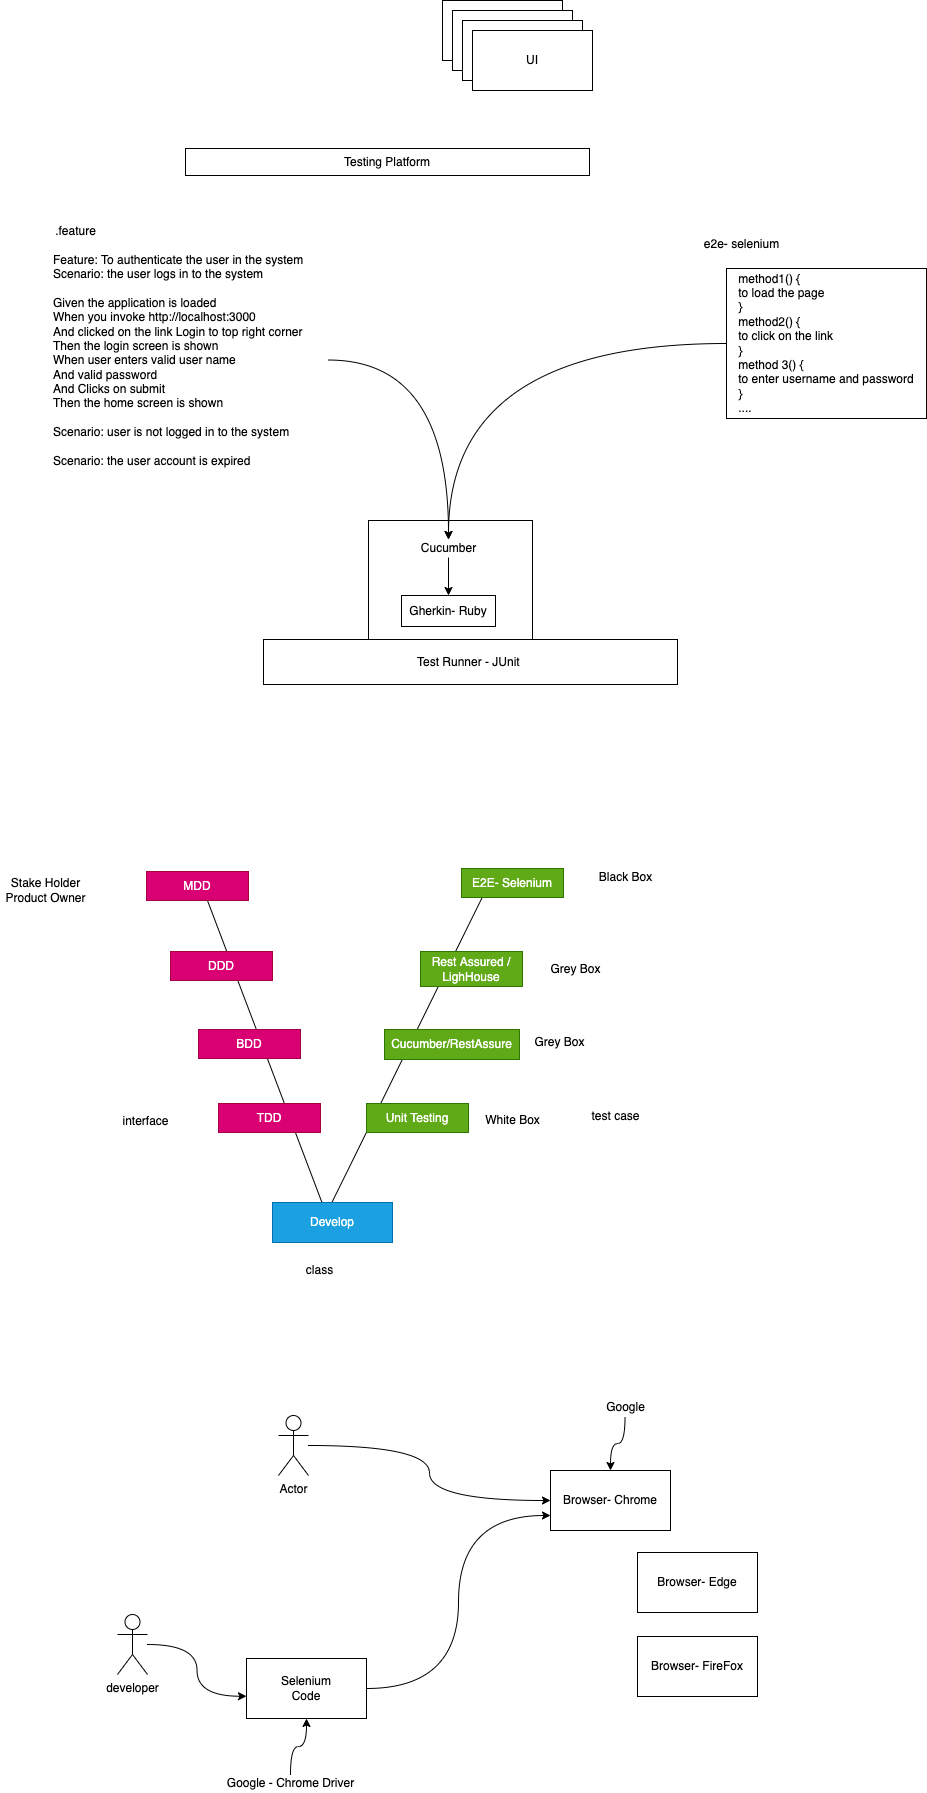 UI
Testing Platform
.feature
Feature: To authenticate the user in the system
Scenario: the user logs in to the system
Given the application is loaded
When you invoke http://localhost:3000
And clicked on the link Login to top right corner
Then the login screen is shown
When user enters valid user name
And valid password
And Clicks on submit
Then the home screen is shown
Scenario: user is not logged in to the system
Scenario: the user account is expired
e2e- selenium
method1() {
to load the page
}
method2() {
to click on the link
}
method 3() {
to enter username and password
}
....
Cucumber
Gherkin- Ruby
Test Runner - JUnit
Stake Holder
Product Owner
MDD
E2E- Selenium
Black Box
DDD
Rest Assured /
LighHouse
Grey Box
BDD
Cucumber/RestAssure
Grey Box
interface
TDD
Unit Testing
White Box
test case
Develop
class
Google
Actor
Browser- Chrome
Browser- Edge
Browser- FireFox
developer
Selenium
Code
Google - Chrome Driver